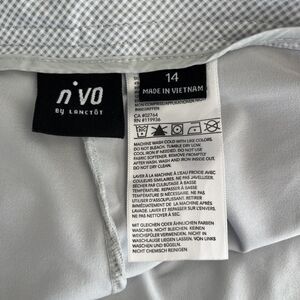 n'vo
BY LANCTÔT
14
MADE IN VIETNAM
CA #02764
RN #119936
MACHINE WASH COLD WITH LIKE COLORS.
DO NOT BLEACH. TUMBLE DRY LOW.
COOL IRON IF NEEDED. DO NOT USE
FABRIC SOFTENER. REMOVE PROMPTLY
AFTER WASH. WASH AND IRON INSIDE OUT.
DO NOT DRY CLEAN.
LAVER À LA MACHINE À L'EAU FROIDE AVEC
COULEURS SIMILAIRES. NE PAS JAVELLISER.
SÉCHER PAR CULBUTAGE À BASSE
TEMPÉRATURE. REPASSER À BASSE
TEMPÉRATURE SI NÉCESSAIRE. NE PAS
UTILISER D'ASSOUPLISSANT. RETIRER
IMMÉDIATEMENT DE LA MACHINE APRÈS
LAVAGE. LAVER ET REPASSER SUR L'ENVERS.
NE PAS NETTOYER À SEC.
MIT GLEICHEN ODER ÄHNLICHEN FARBEN
WASCHEN. NICHT BLEICHEN. KEINEN
WEICHSPÜLER VERWENDEN. NICHT IM
WASCHLAUGE LIEGEN LASSEN. VON LINKS
WASCHEN UND BÜGELN. NICHT